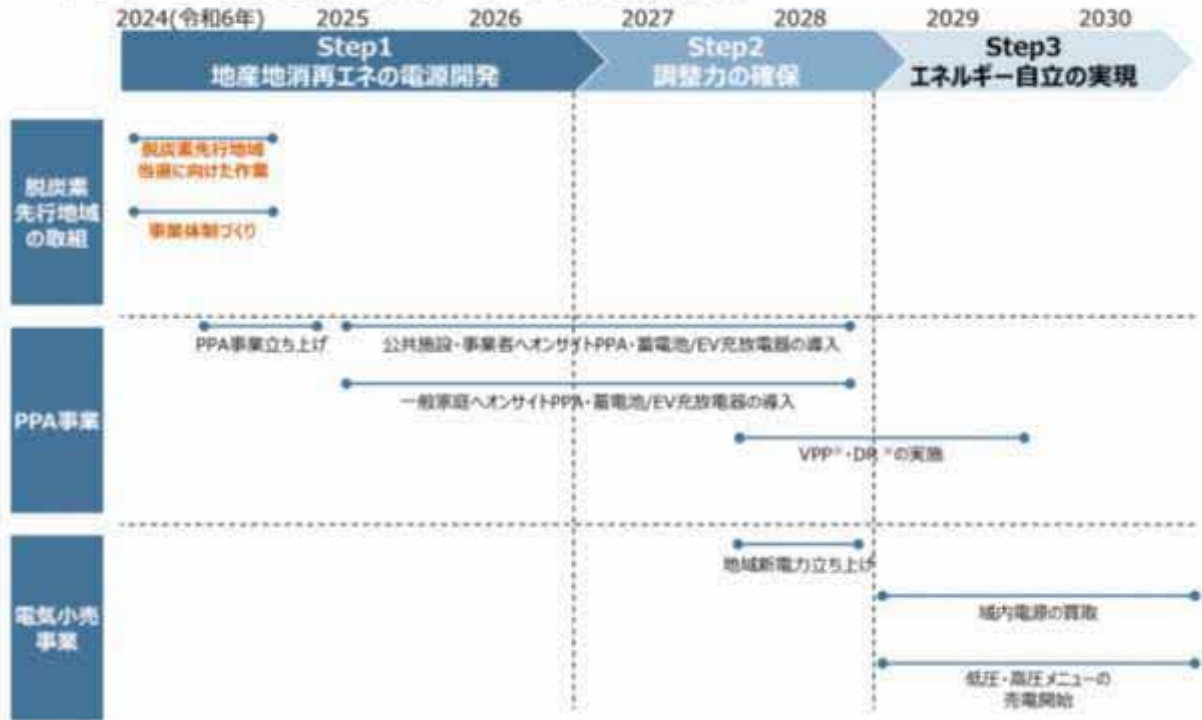 2024(令和6年) 2025 2026 2027 2028 2029 2030
Step1
地産地消再エネの電源開発
Step2
調整力の確保
Step3
エネルギー自立の実現
脱炭素
先行地域
の取組
脱炭素先行地域
当選に向けた作業
事業体制づくり
PPA事業
PPA事業立ち上げ
公共施設・事業者へオンサイトPPA・蓄電池/EV充放電器の導入
一般家庭へオンサイトPPA・蓄電池/EV充放電器の導入
VPP※・DR※の実施
電気小売
事業
地域新電力立ち上げ
域内電源の買取
低圧・高圧メニューの
売電開始